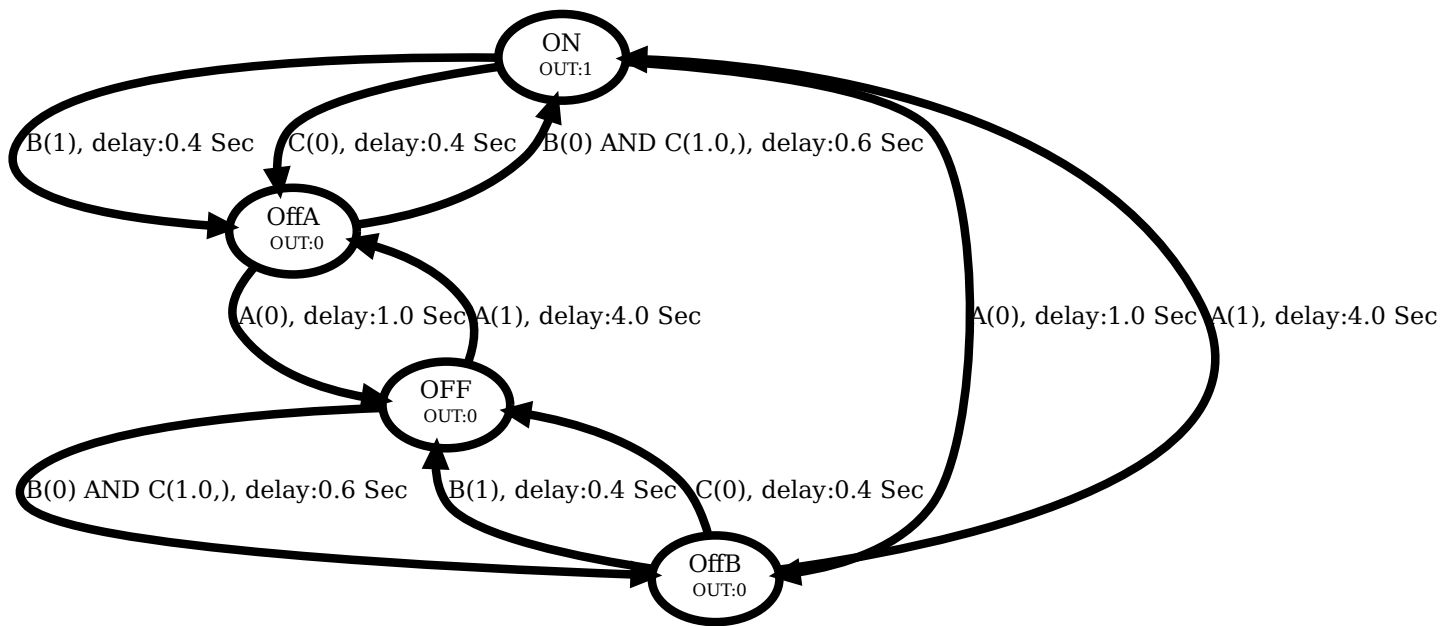 ON
OUT:1
B(1), delay:0.4 Sec
C(0), delay:0.4 Sec
B(0) AND C(1.0,), delay:0.6 Sec
OffA
OUT:0
A(0), delay:1.0 Sec
A(1), delay:4.0 Sec
A(0), delay:1.0 Sec
A(1), delay:4.0 Sec
OFF
OUT:0
B(0) AND C(1.0,), delay:0.6 Sec
B(1), delay:0.4 Sec
C(0), delay:0.4 Sec
OffB
OUT:0